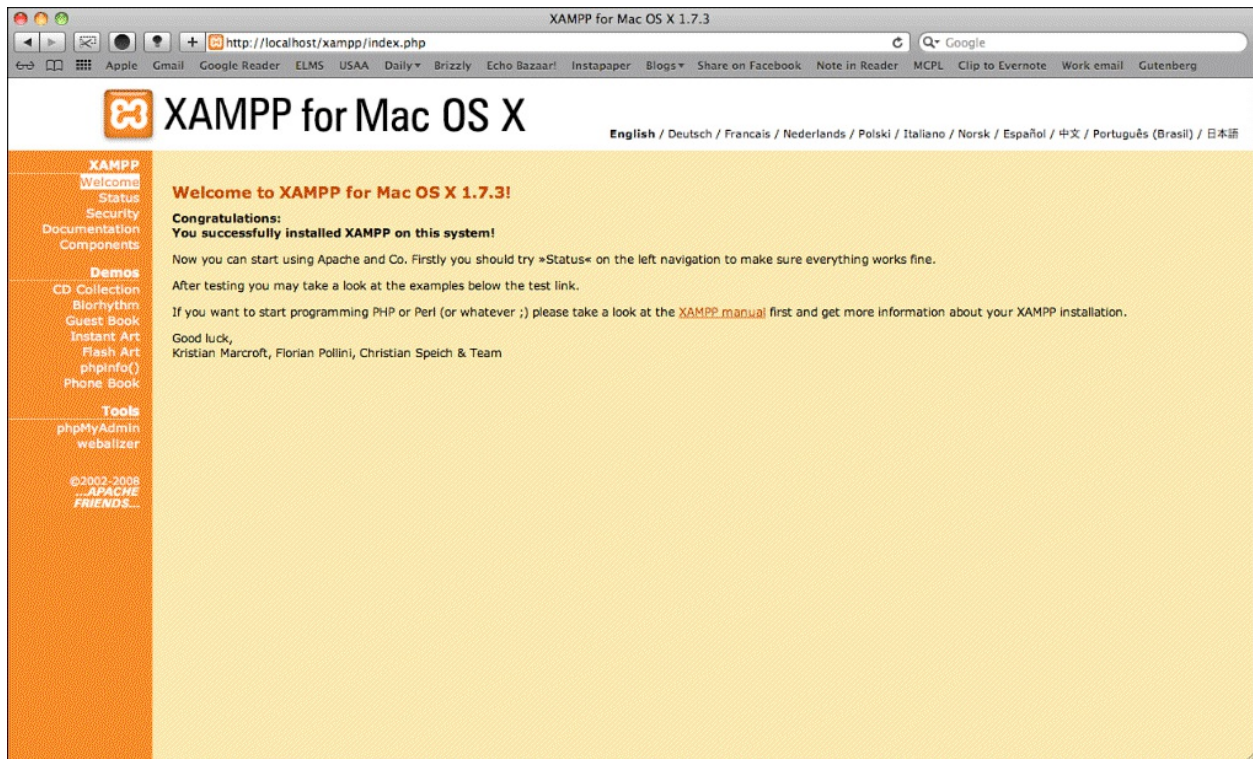 XAMPP for Mac OS X 1.7.3
http://localhost/xampp/index.php
Google
Apple Gmail Google Reader ELMS USAA Daily Brizzly Echo Bazaar! Instapaper Blogs Share on Facebook Note in Reader MCPL Clip to Evernote Work email Gutenberg
XAMPP for Mac OS X
English / Deutsch / Francais / Nederlands / Polski / Italiano / Norsk / Español / 中文 / Português (Brasil) / 日本語
XAMPP
Welcome
Status
Security
Documentation
Components
Demos
CD Collection
Biorhythm
Guest Book
Instant Art
Flash Art
phpinfo()
Phone Book
Tools
phpMyAdmin
webalizer
©2002-2008
...APACHE
FRIENDS...
Welcome to XAMPP for Mac OS X 1.7.3!
Congratulations:
You successfully installed XAMPP on this system!
Now you can start using Apache and Co. Firstly you should try »Status« on the left navigation to make sure everything works fine.
After testing you may take a look at the examples below the test link.
If you want to start programming PHP or Perl (or whatever ;) please take a look at the XAMPP manual first and get more information about your XAMPP installation.
Good luck,
Kristian Marcroft, Florian Pollini, Christian Speich & Team